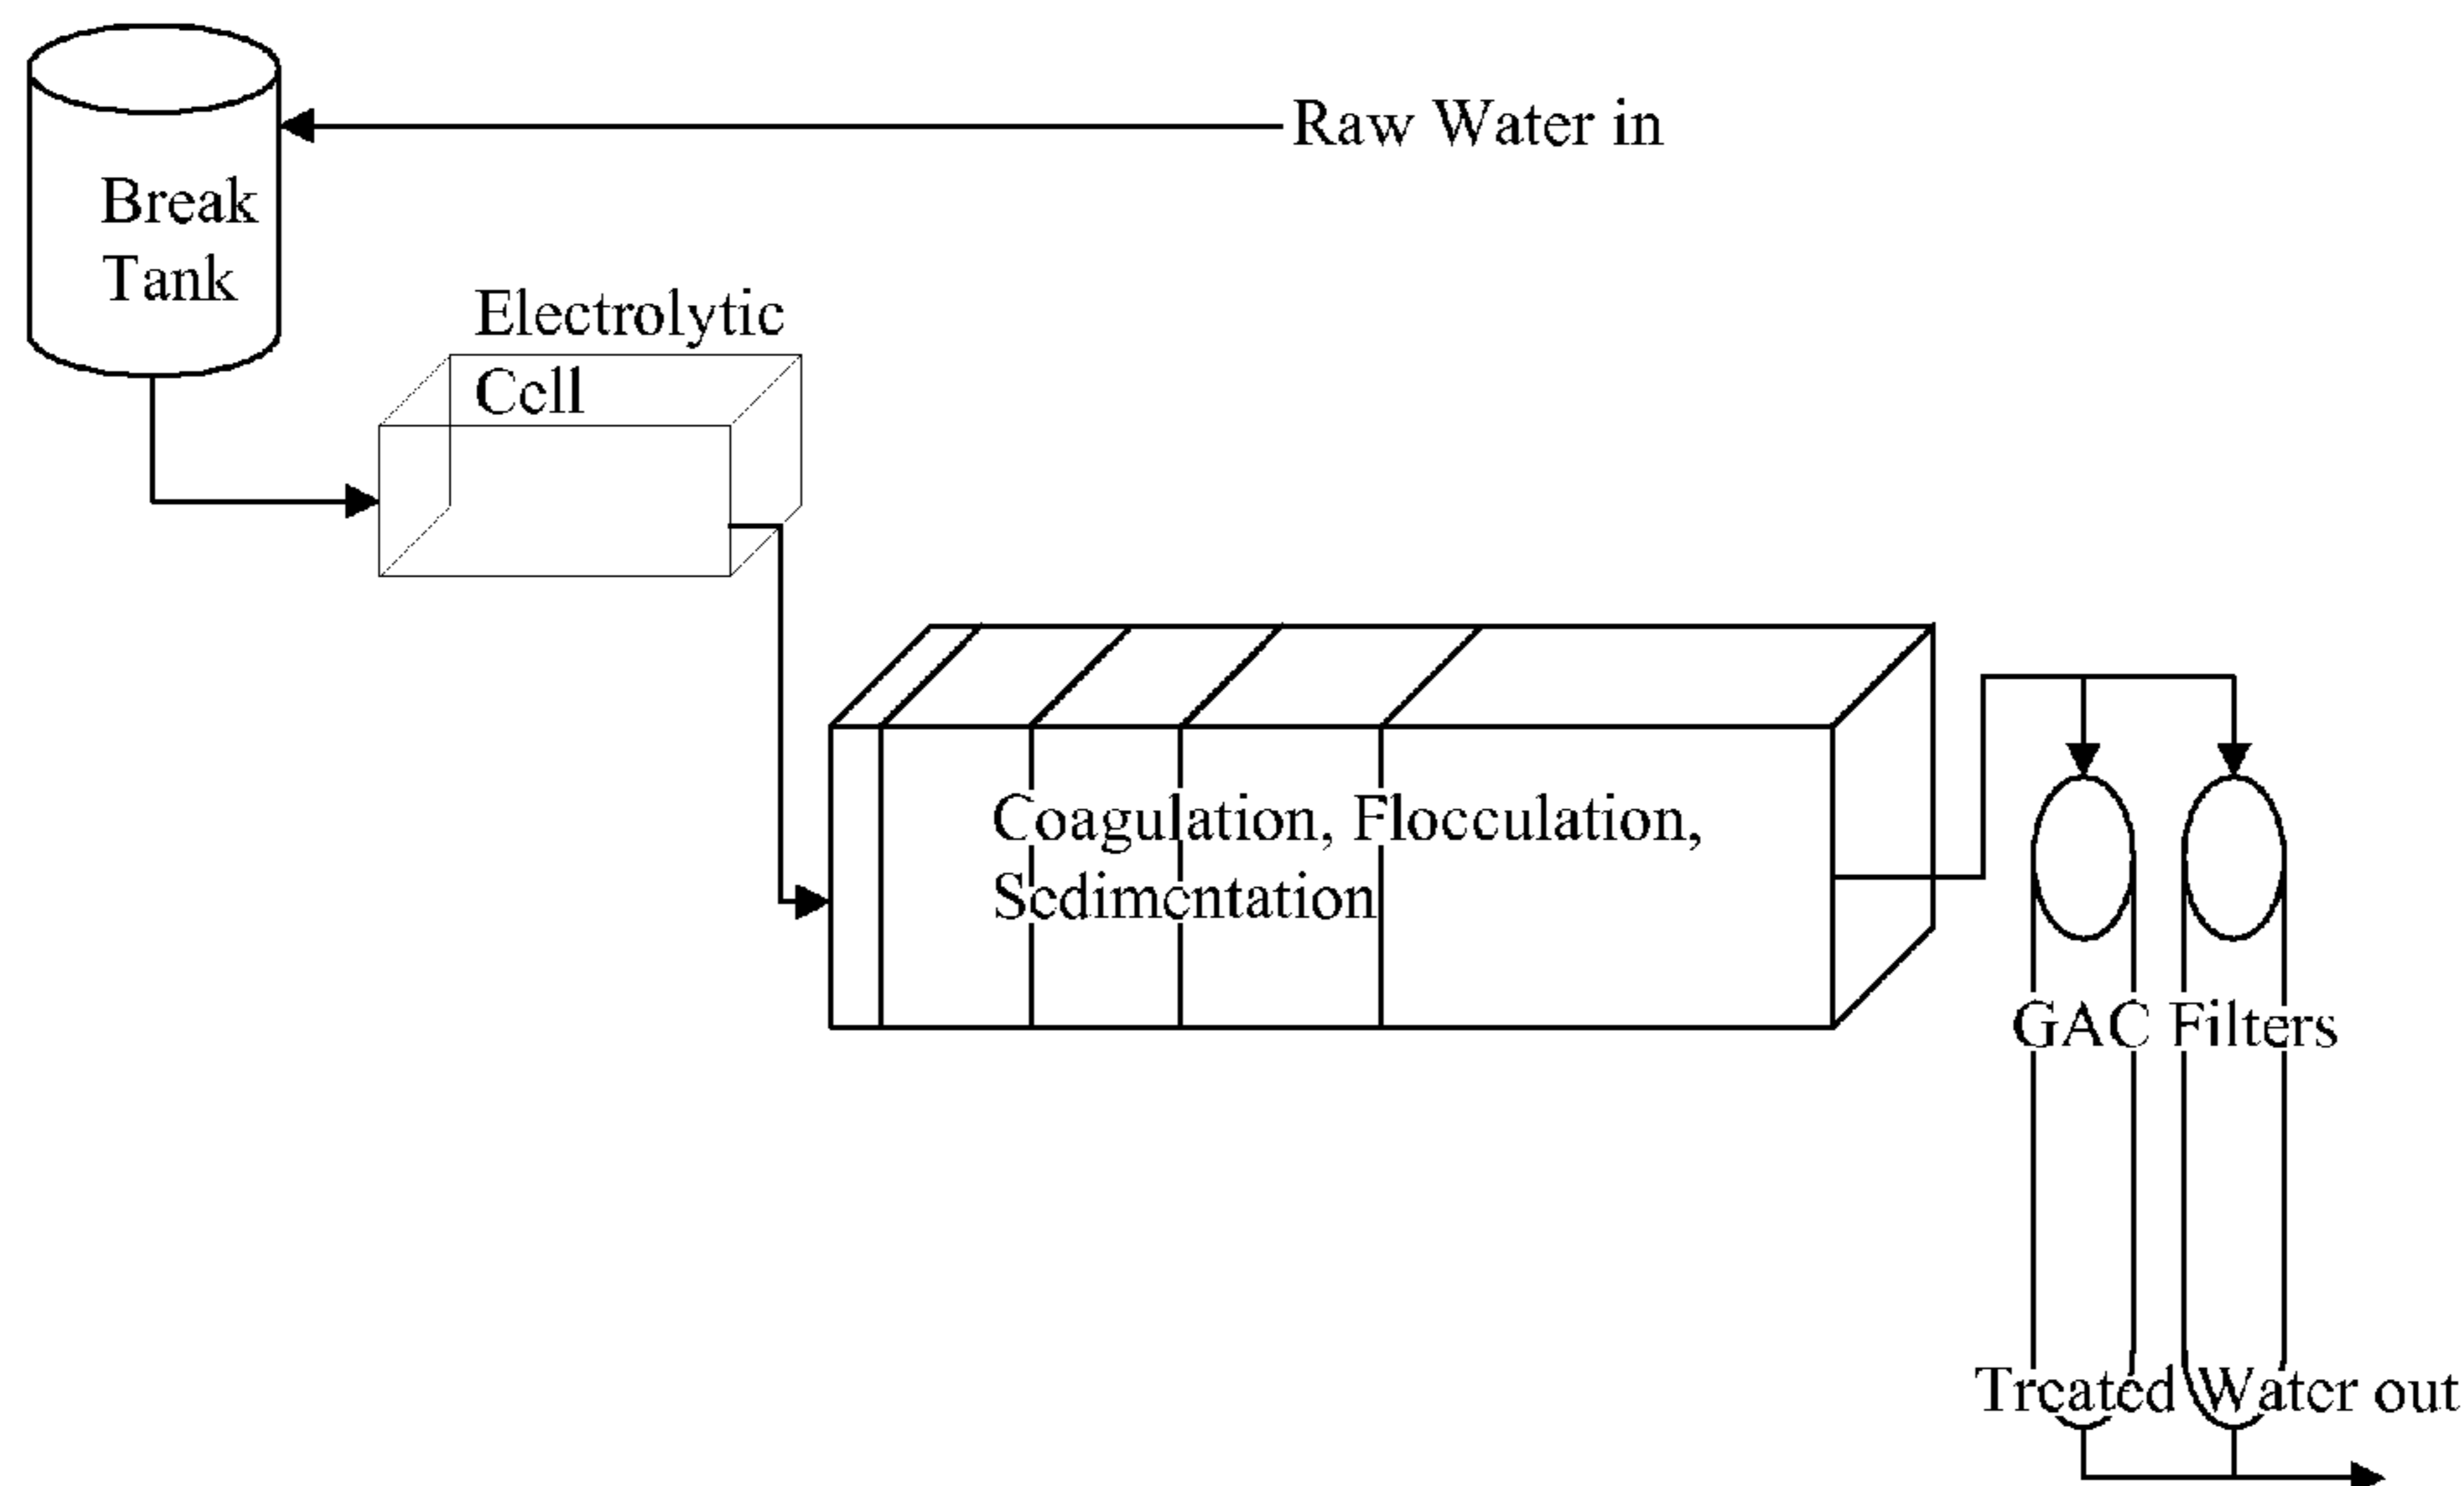 Raw Water in
Break
Tank
Electrolytic
Cell
Coagulation, Flocculation,
Sedimentation
GAC Filters
Treated Water out